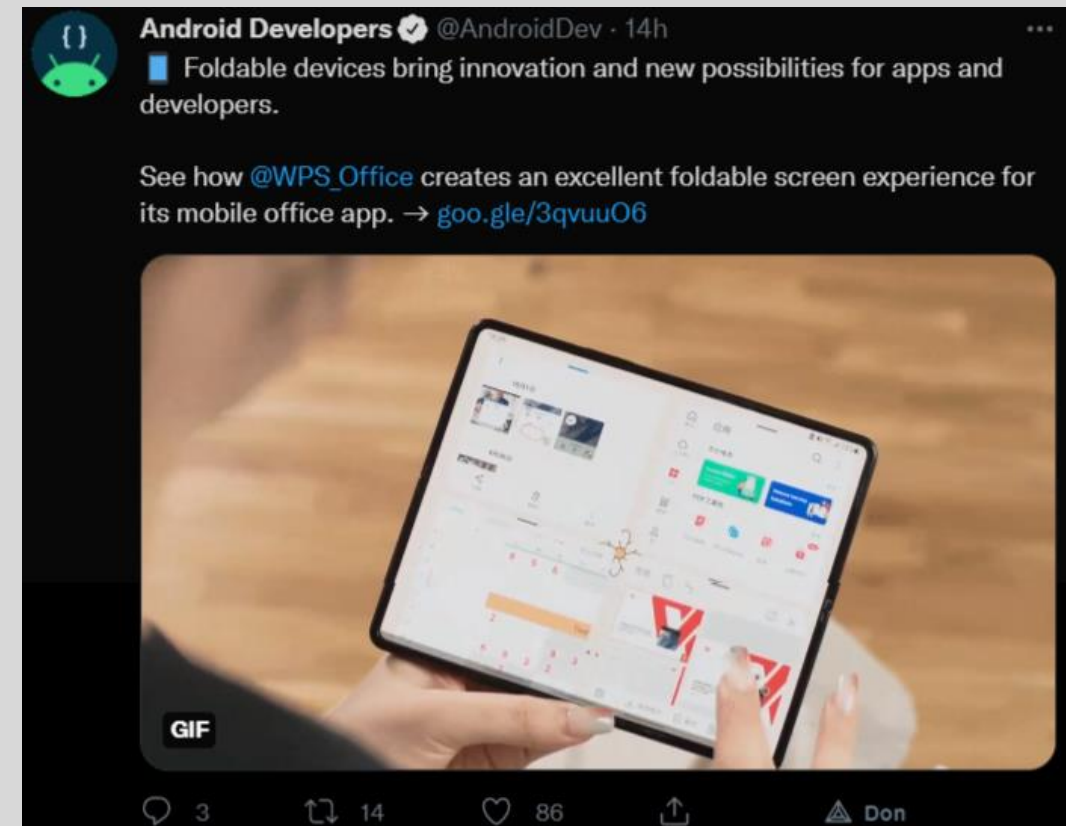 Android Developers @AndroidDev · 14h
Foldable devices bring innovation and new possibilities for apps and
developers.
See how @WPS_Office creates an excellent foldable screen experience for
its mobile office app. → goo.gle/3qvuuO6
GIF
3 14 86 Don